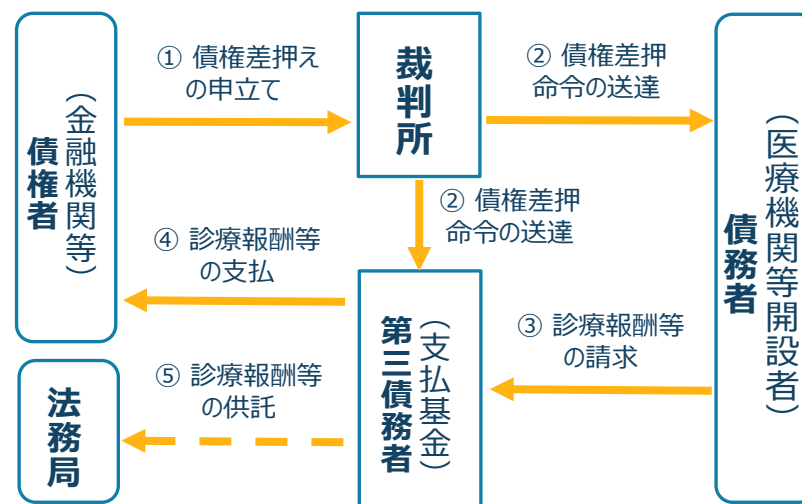 ① 債権差押え
の申立て
裁判所
② 債権差押
命令の送達
債権者
（金融機関等）
② 債権差押
命令の送達
債務者
（医療機関等開設者）
④ 診療報酬等
の支払
第三債務者
（支払基金）
③ 診療報酬等
の請求
⑤ 診療報酬等
の供託
法務局